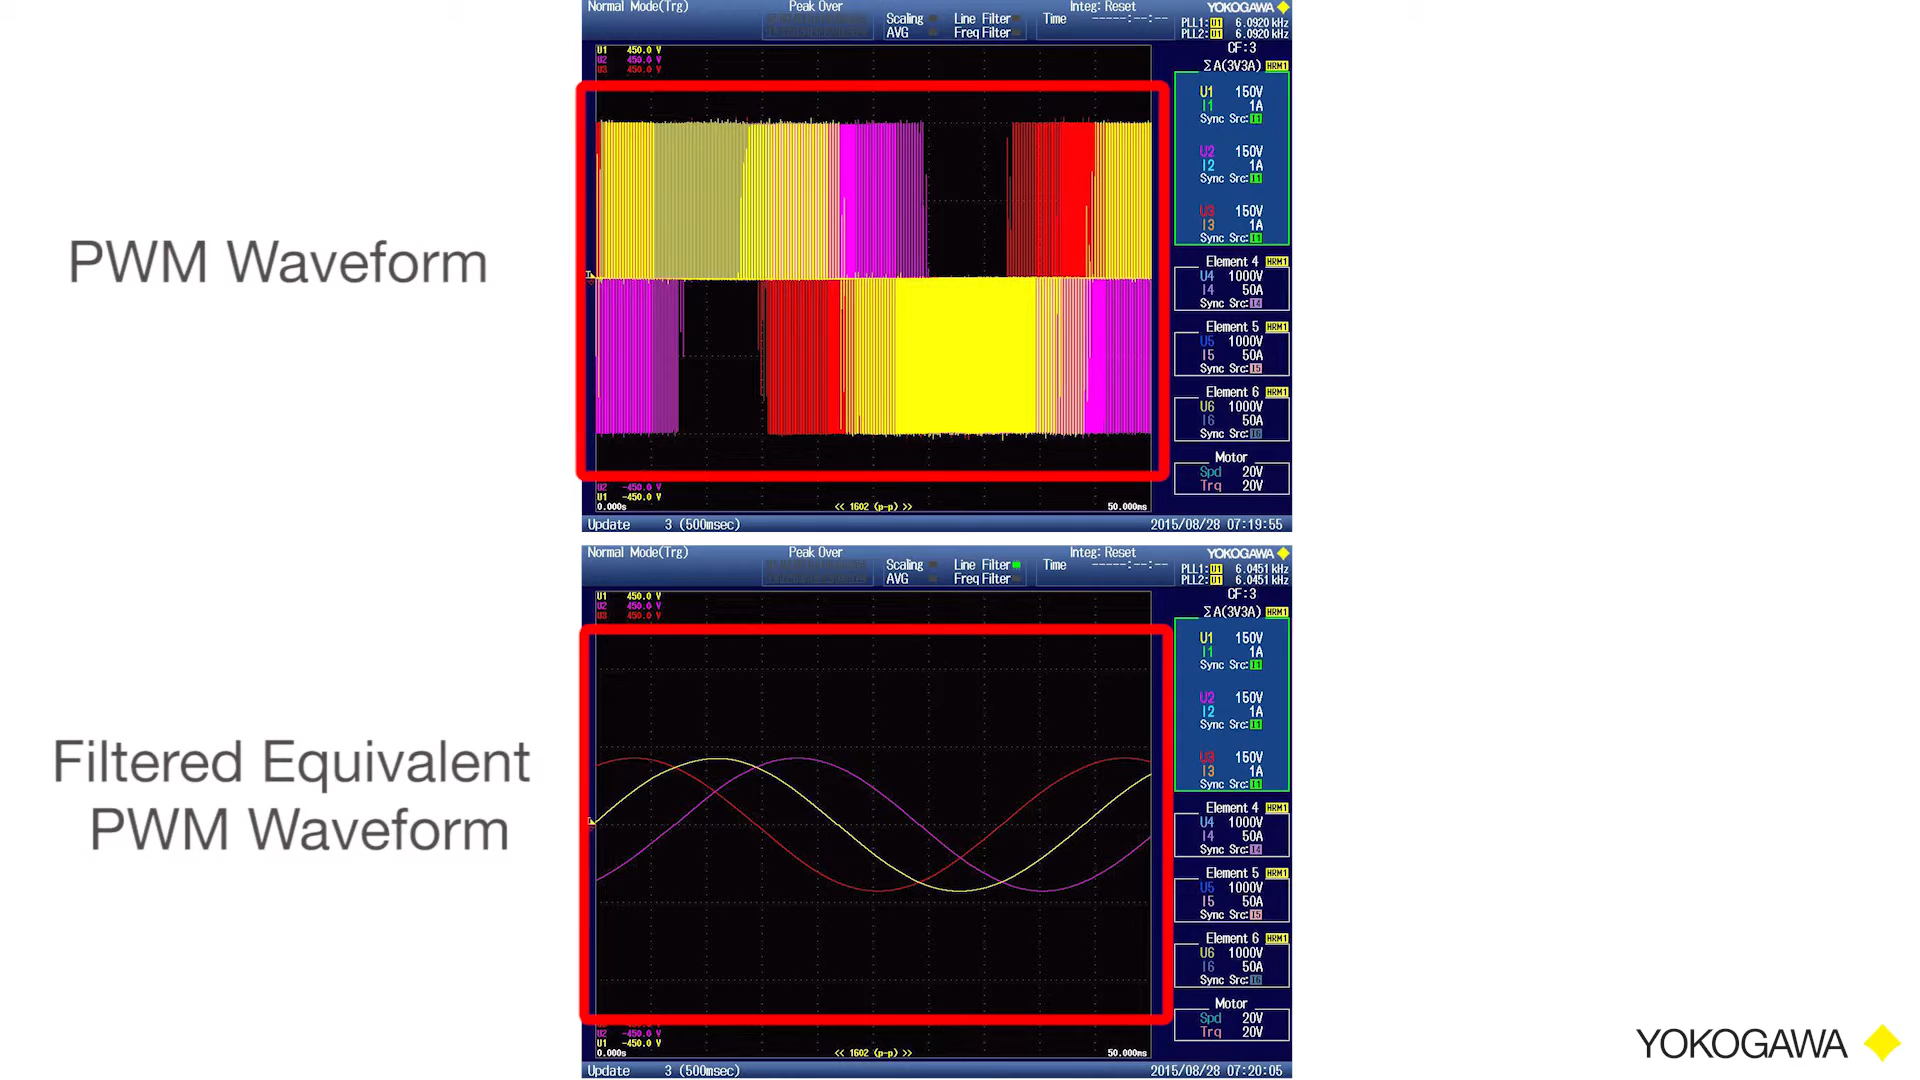 PWM Waveform
Normal Mode(Trg) Peak Over Integ: Reset YOKOGAWA
Scaling Line Filter Time -----:--:-- PLL1: U1 6.0920 kHz
AVG Freq Filter PLL2: U1 6.0920 kHz
CF:3
U1 450.0 V
U2 450.0 V
U3 450.0 V
ΣA(3V3A) HRM1
U1 150V
I1 1A
Sync Src: I1
U2 150V
I2 1A
Sync Src: I1
U3 150V
I3 1A
Sync Src: I1
Element 4 HRM1
U4 1000V
I4 50A
Sync Src: I4
Element 5 HRM1
U5 1000V
I5 50A
Sync Src: I5
Element 6 HRM1
U6 1000V
I6 50A
Sync Src: I6
Motor
Spd 20V
Trq 20V
U2 -450.0 V
U1 -450.0 V
0.000s << 1602 (p-p) >> 50.000ms
Update 3 (500msec) 2015/08/28 07:19:55
Filtered Equivalent
PWM Waveform
Normal Mode(Trg) Peak Over Integ: Reset YOKOGAWA
Scaling Line Filter Time -----:--:-- PLL1: U1 6.0451 kHz
AVG Freq Filter PLL2: U1 6.0451 kHz
CF:3
U1 450.0 V
U2 450.0 V
U3 450.0 V
ΣA(3V3A) HRM1
U1 150V
I1 1A
Sync Src: I1
U2 150V
I2 1A
Sync Src: I1
U3 150V
I3 1A
Sync Src: I1
Element 4 HRM1
U4 1000V
I4 50A
Sync Src: I4
Element 5 HRM1
U5 1000V
I5 50A
Sync Src: I5
Element 6 HRM1
U6 1000V
I6 50A
Sync Src: I6
Motor
Spd 20V
Trq 20V
U2 -450.0 V
U1 -450.0 V
0.000s << 1602 (p-p) >> 50.000ms
Update 3 (500msec) 2015/08/28 07:20:05
YOKOGAWA